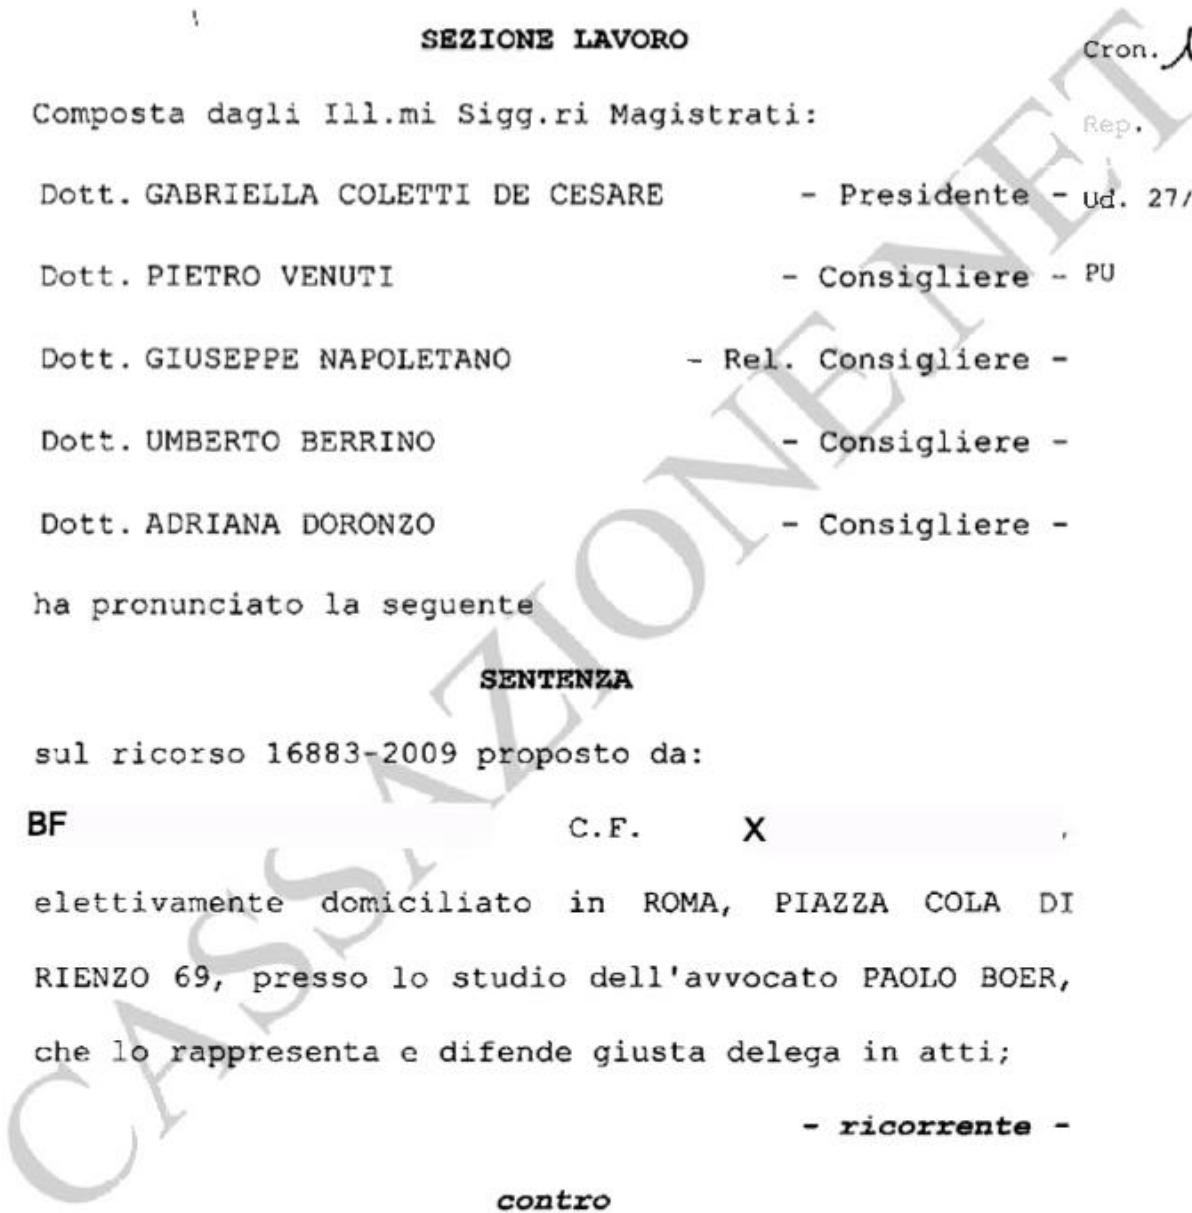 SEZIONE LAVORO
Cron.
Composta dagli Ill.mi Sigg.ri Magistrati:
Rep.
Dott. GABRIELLA COLETTI DE CESARE - Presidente - Ud. 27/
Dott. PIETRO VENUTI - Consigliere - PU
Dott. GIUSEPPE NAPOLETANO - Rel. Consigliere -
Dott. UMBERTO BERRINO - Consigliere -
Dott. ADRIANA DORONZO - Consigliere -
ha pronunciato la seguente
SENTENZA
sul ricorso 16883-2009 proposto da:
BF C.F. X ,
elettivamente domiciliato in ROMA, PIAZZA COLA DI
RIENZO 69, presso lo studio dell'avvocato PAOLO BOER,
che lo rappresenta e difende giusta delega in atti;
- ricorrente -
contro
CASSAZIONE NET